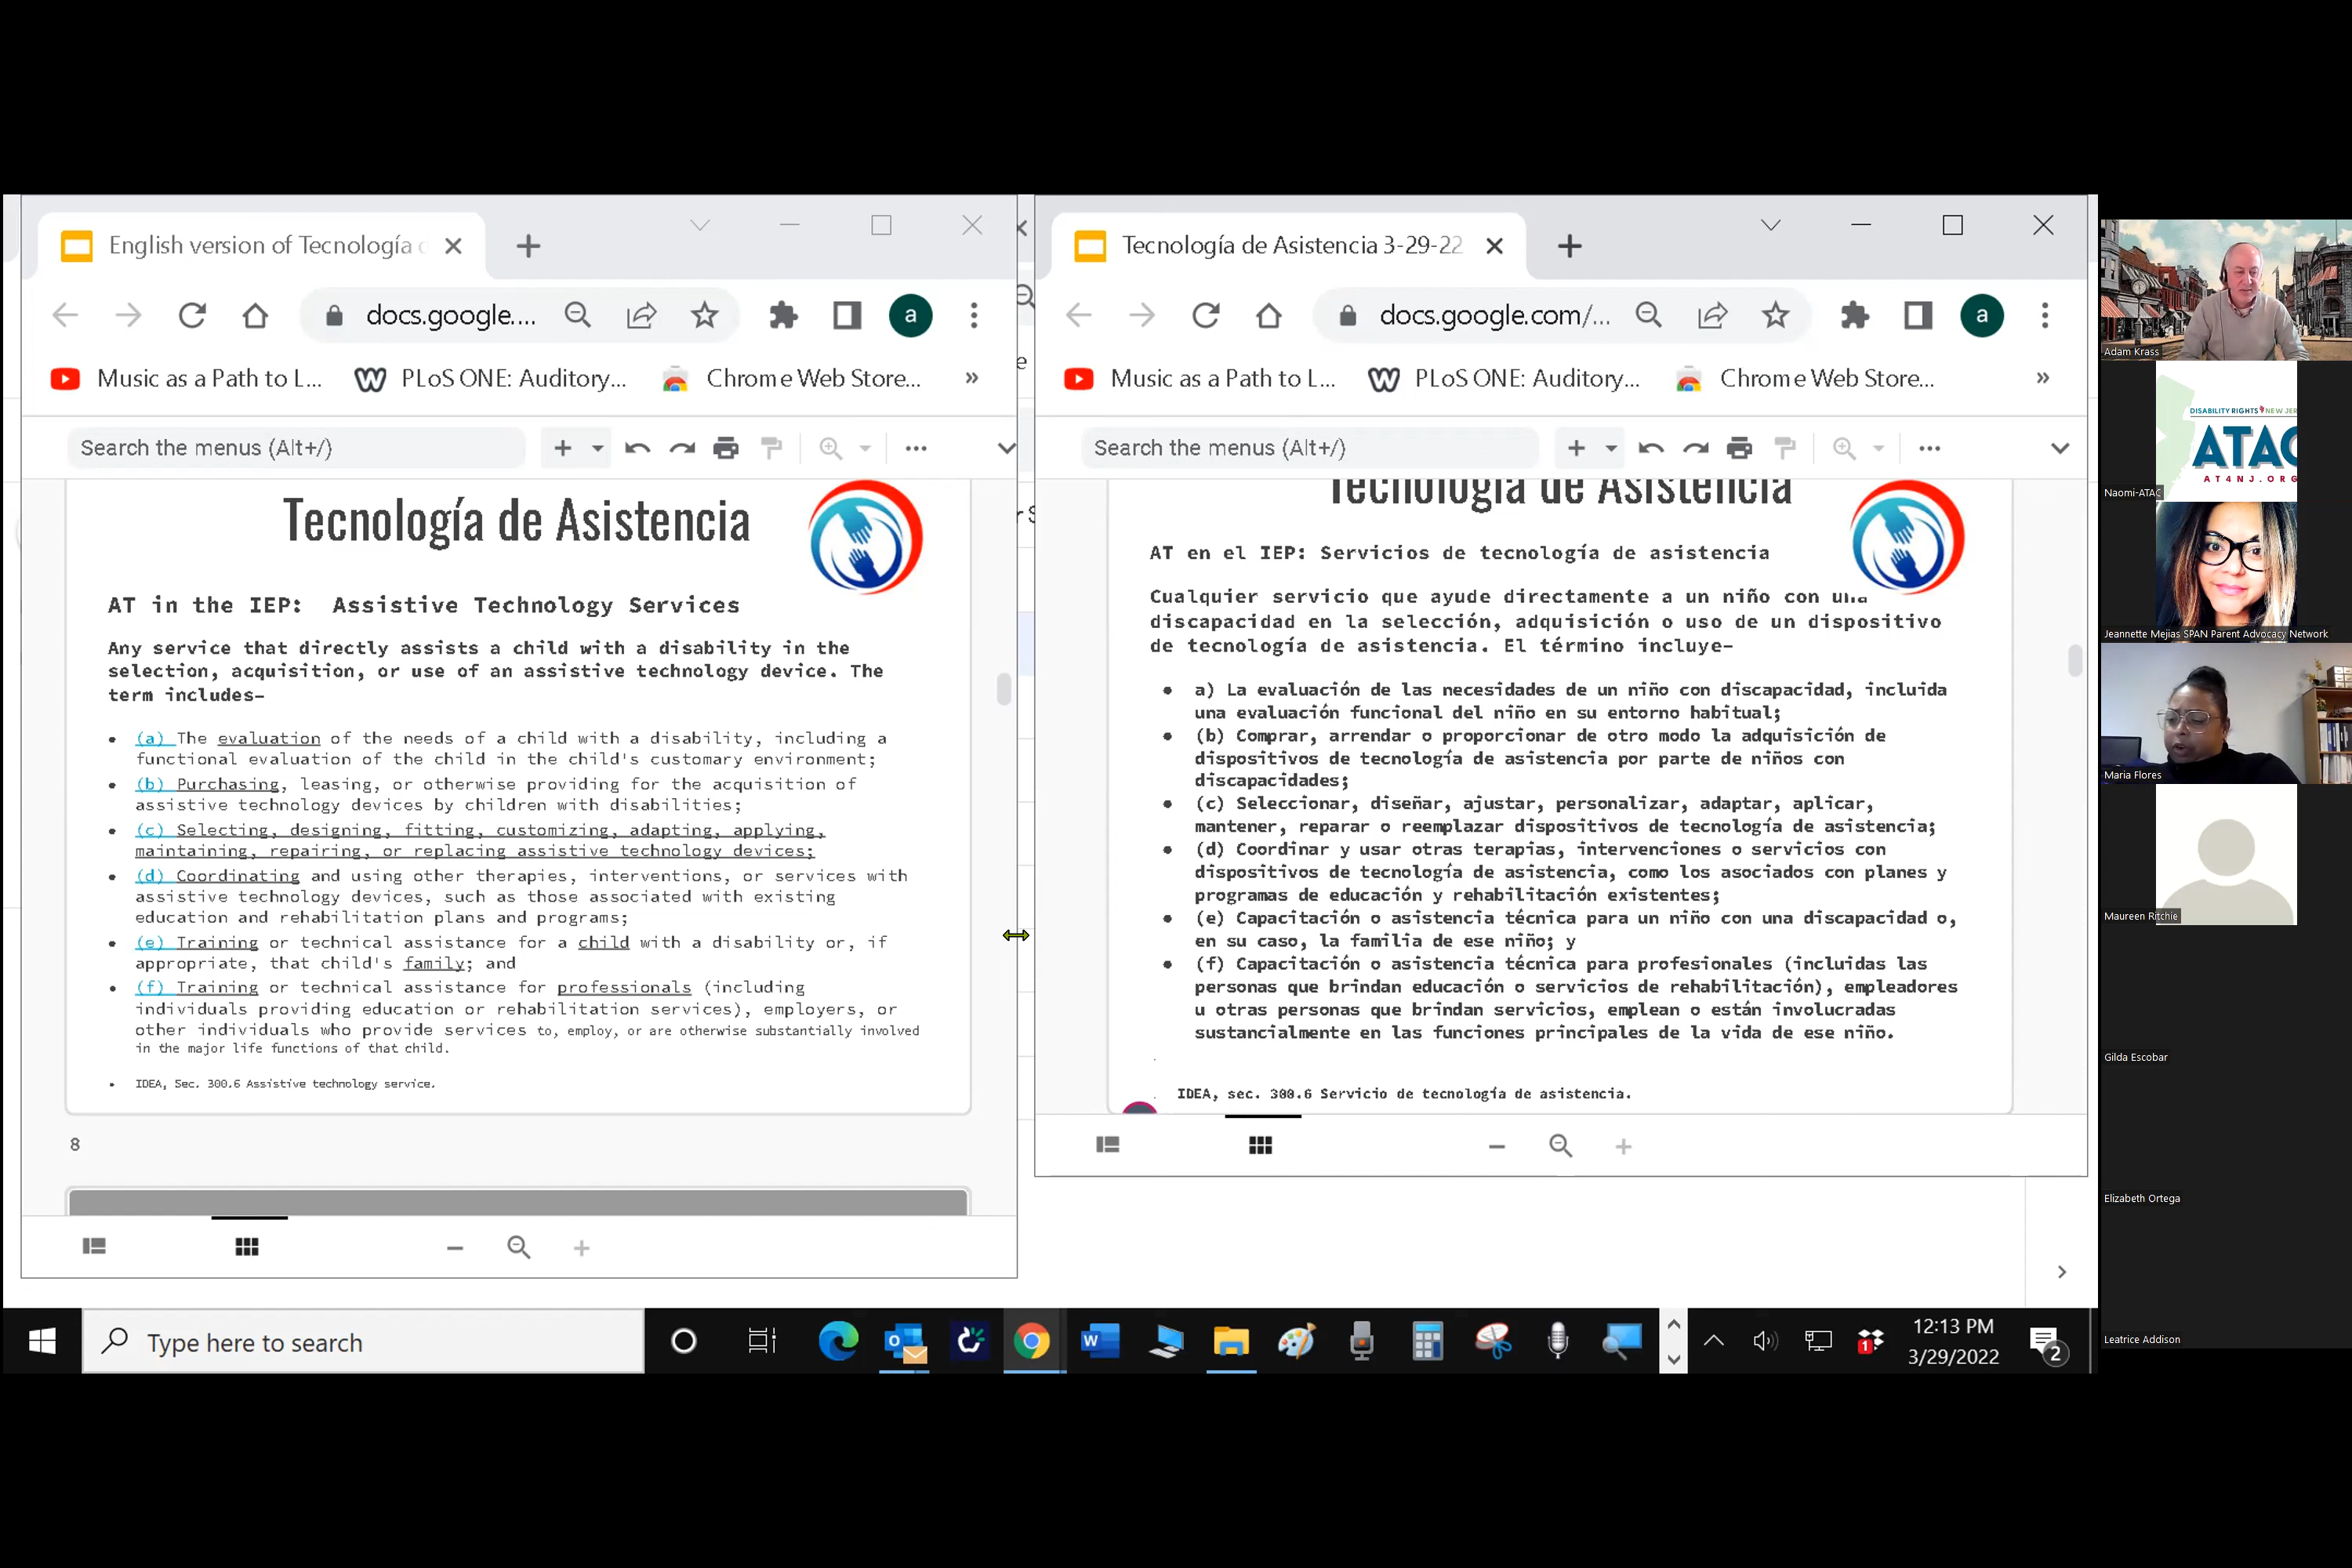 English version of Tecnología d
docs.google....
a
Music as a Path to L...
PLoS ONE: Auditory...
Chrome Web Store...
»
Search the menus (Alt+/)
Tecnología de Asistencia
AT in the IEP: Assistive Technology Services
Any service that directly assists a child with a disability in the
selection, acquisition, or use of an assistive technology device. The
term includes–
• (a) The evaluation of the needs of a child with a disability, including a
functional evaluation of the child in the child's customary environment;
• (b) Purchasing, leasing, or otherwise providing for the acquisition of
assistive technology devices by children with disabilities;
• (c) Selecting, designing, fitting, customizing, adapting, applying,
maintaining, repairing, or replacing assistive technology devices;
• (d) Coordinating and using other therapies, interventions, or services with
assistive technology devices, such as those associated with existing
education and rehabilitation plans and programs;
• (e) Training or technical assistance for a child with a disability or, if
appropriate, that child's family; and
• (f) Training or technical assistance for professionals (including
individuals providing education or rehabilitation services), employers, or
other individuals who provide services to, employ, or are otherwise substantially involved
in the major life functions of that child.
• IDEA, Sec. 300.6 Assistive technology service.
8
Tecnología de Asistencia 3-29-22
docs.google.com/...
a
Music as a Path to L...
PLoS ONE: Auditory...
Chrome Web Store...
»
Search the menus (Alt+/)
Tecnología de Asistencia
AT en el IEP: Servicios de tecnología de asistencia
Cualquier servicio que ayude directamente a un niño con una
discapacidad en la selección, adquisición o uso de un dispositivo
de tecnología de asistencia. El término incluye–
• a) La evaluación de las necesidades de un niño con discapacidad, incluida
una evaluación funcional del niño en su entorno habitual;
• (b) Comprar, arrendar o proporcionar de otro modo la adquisición de
dispositivos de tecnología de asistencia por parte de niños con
discapacidades;
• (c) Seleccionar, diseñar, ajustar, personalizar, adaptar, aplicar,
mantener, reparar o reemplazar dispositivos de tecnología de asistencia;
• (d) Coordinar y usar otras terapias, intervenciones o servicios con
dispositivos de tecnología de asistencia, como los asociados con planes y
programas de educación y rehabilitación existentes;
• (e) Capacitación o asistencia técnica para un niño con una discapacidad o,
en su caso, la familia de ese niño; y
• (f) Capacitación o asistencia técnica para profesionales (incluidas las
personas que brindan educación o servicios de rehabilitación), empleadores
u otras personas que brindan servicios, emplean o están involucradas
sustancialmente en las funciones principales de la vida de ese niño.
IDEA, sec. 300.6 Servicio de tecnología de asistencia.
Adam Krass
DISABILITY RIGHTS NEW JER
ATAC
AT4NJ.ORG
Naomi-ATAC
Jeannette Mejias SPAN Parent Advocacy Network
Maria Flores
Maureen Ritchie
Gilda Escobar
Elizabeth Ortega
Leatrice Addison
Type here to search
1
12:13 PM
3/29/2022
2